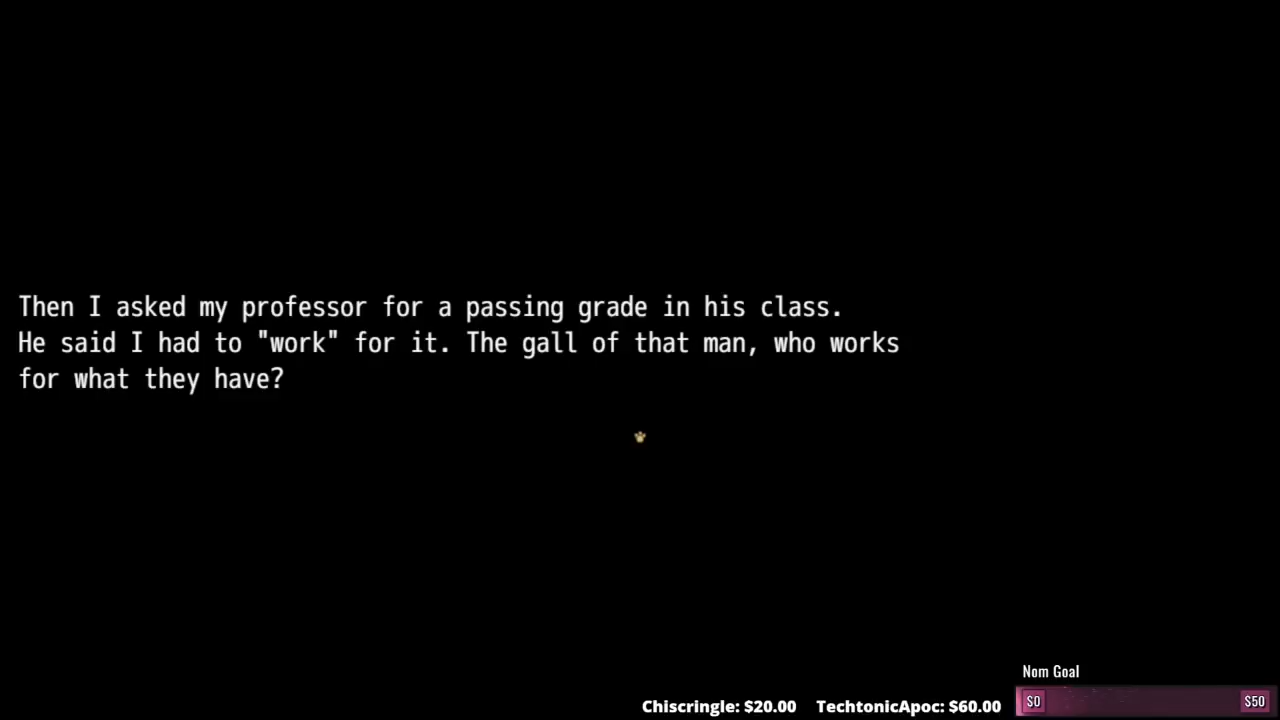 Then I asked my professor for a passing grade in his class.
He said I had to "work" for it. The gall of that man, who works
for what they have?
Nom Goal
Chiscringle: $20.00 TechtonicApoc: $60.00
$0 $50